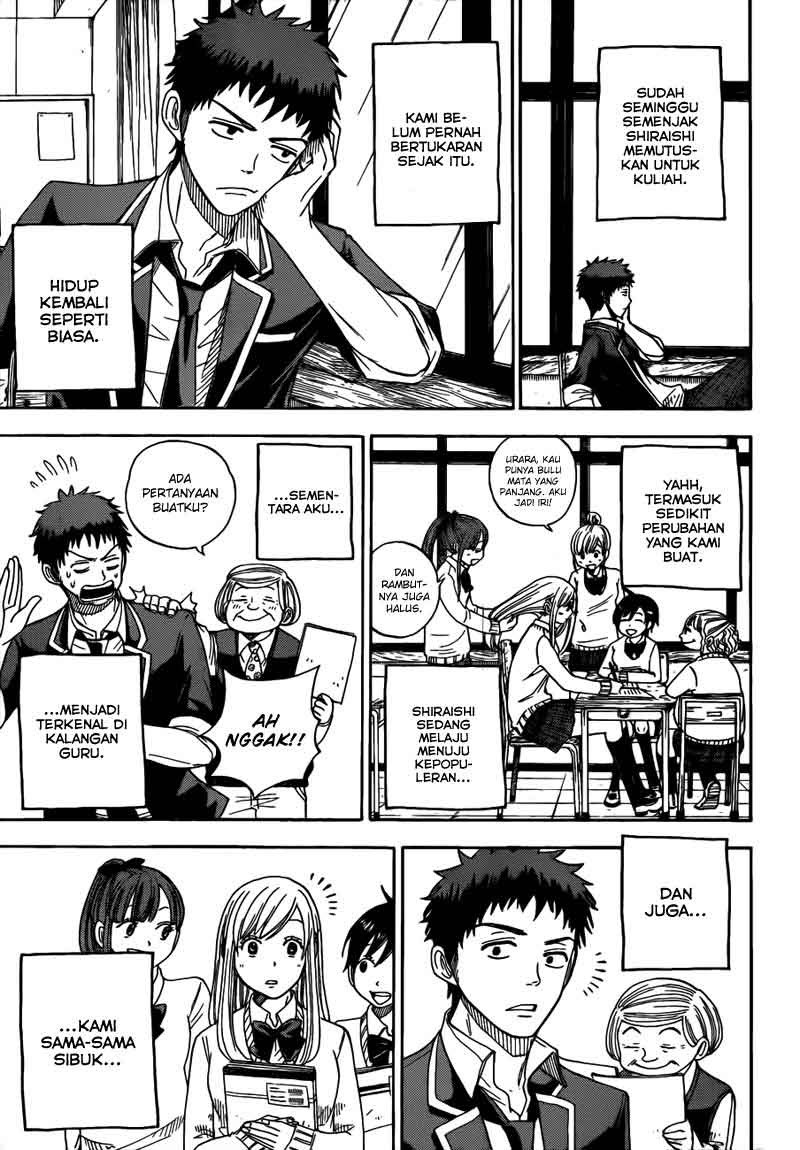 SUDAH
SEMINGGU
SEMENJAK
SHIRAISHI
MEMUTUS-
KAN UNTUK
KULIAH.
KAMI BE-
LUM PERNAH
BERTUKARAN
SEJAK ITU.
HIDUP
KEMBALI
SEPERTI
BIASA.
YAHH,
TERMASUK
SEDIKIT
PERUBAHAN
YANG KAMI
BUAT.
URARA, KAU
PUNYA BULU
MATA YANG
PANJANG. AKU
JADI IRI!
DAN
RAMBUT-
NYA JUGA
HALUS.
SHIRAISHI
SEDANG
MELAJU
MENUJU
KEPOPU-
LERAN...
...SEMEN-
TARA AKU...
ADA
PERTANYAAN
BUATKU?
AH
NGGAK!!
...MENJADI
TERKENAL DI
KALANGAN
GURU.
DAN
JUGA...
...KAMI
SAMA-SAMA
SIBUK...